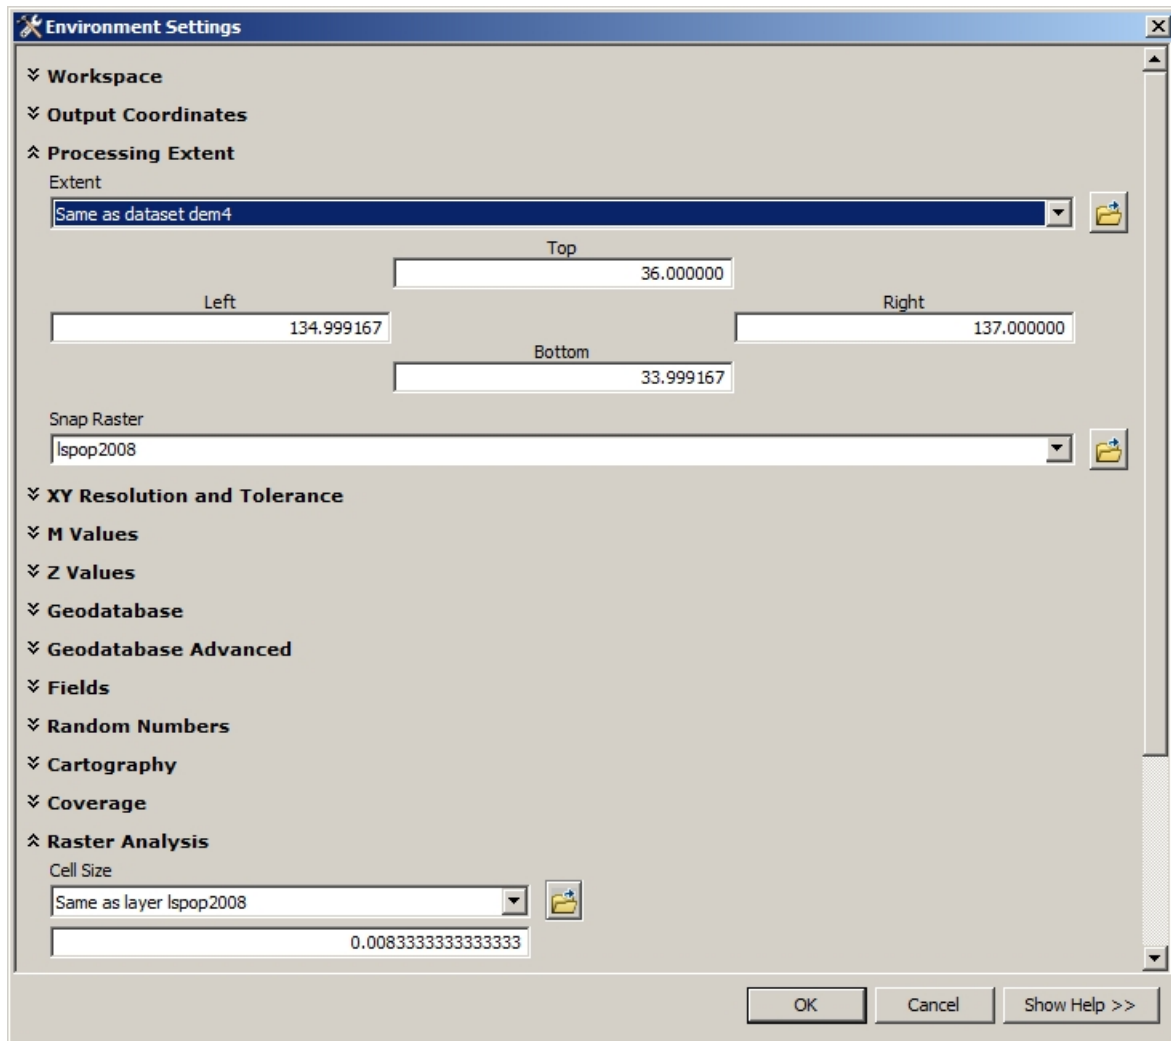 Environment Settings
Workspace
Output Coordinates
Processing Extent
Extent
Same as dataset dem4
Top
36.000000
Left
Right
134.999167
137.000000
Bottom
33.999167
Snap Raster
lspop2008
XY Resolution and Tolerance
M Values
Z Values
Geodatabase
Geodatabase Advanced
Fields
Random Numbers
Cartography
Coverage
Raster Analysis
Cell Size
Same as layer lspop2008
0.0083333333333333
OK
Cancel
Show Help >>